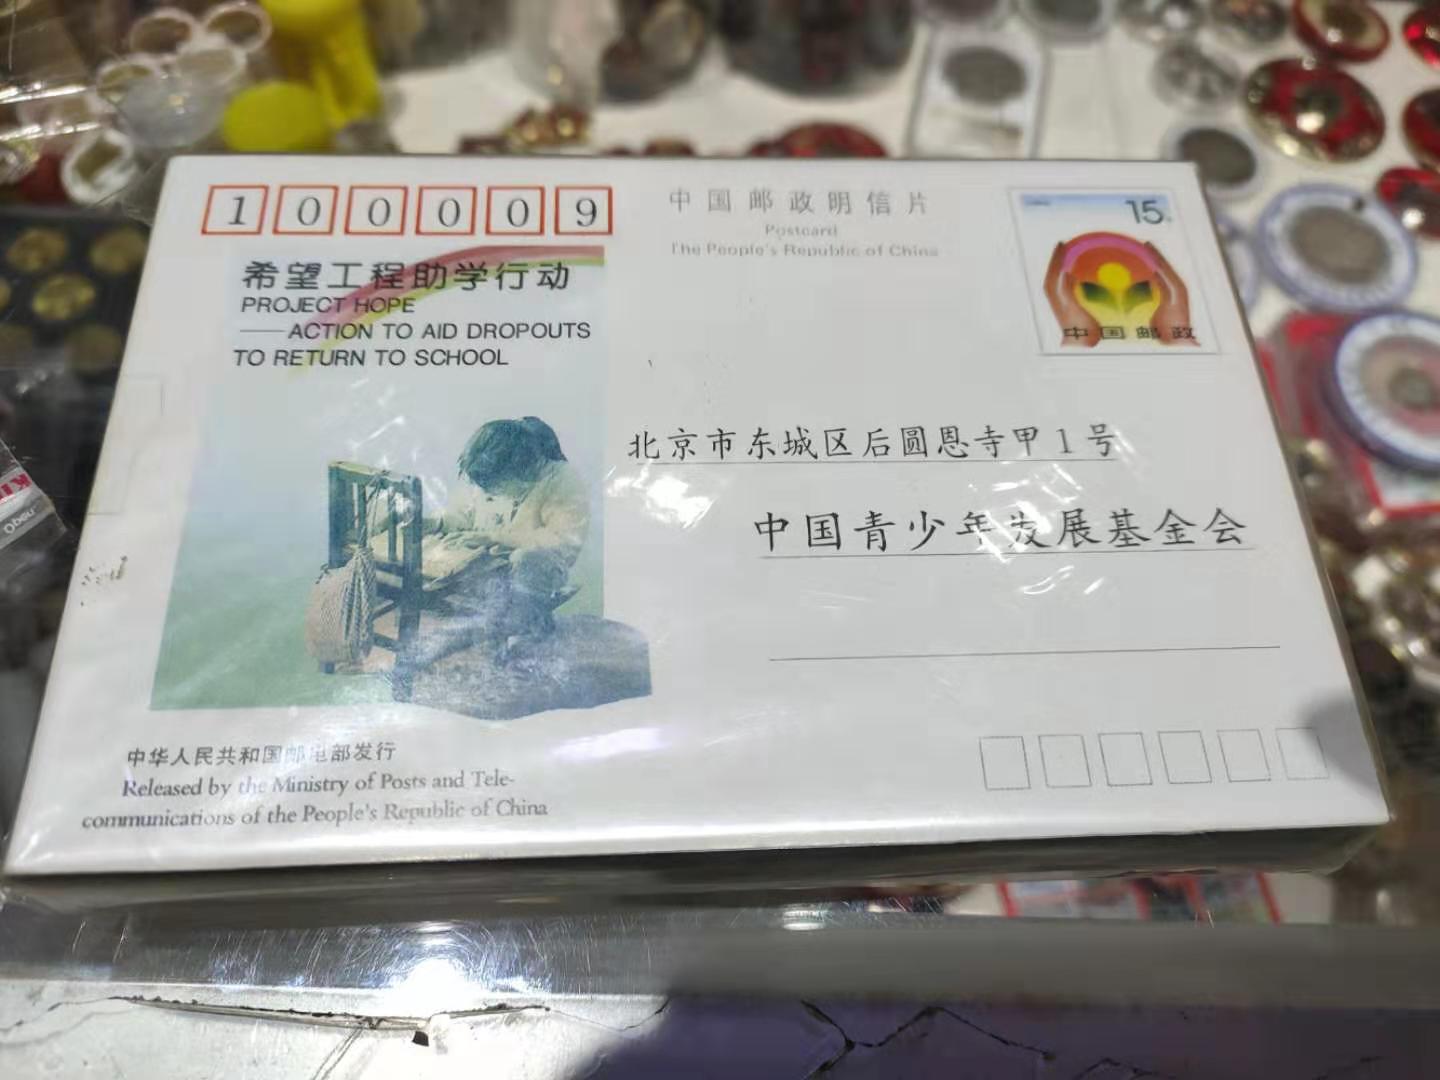 100009
中国邮政明信片
Postcard
The People's Republic of China
15
中国邮政
希望工程助学行动
PROJECT HOPE
——ACTION TO AID DROPOUTS
TO RETURN TO SCHOOL
北京市东城区后圆恩寺甲1号
中国青少年发展基金会
中华人民共和国邮电部发行
Released by the Ministry of Posts and Tele-
communications of the People's Republic of China